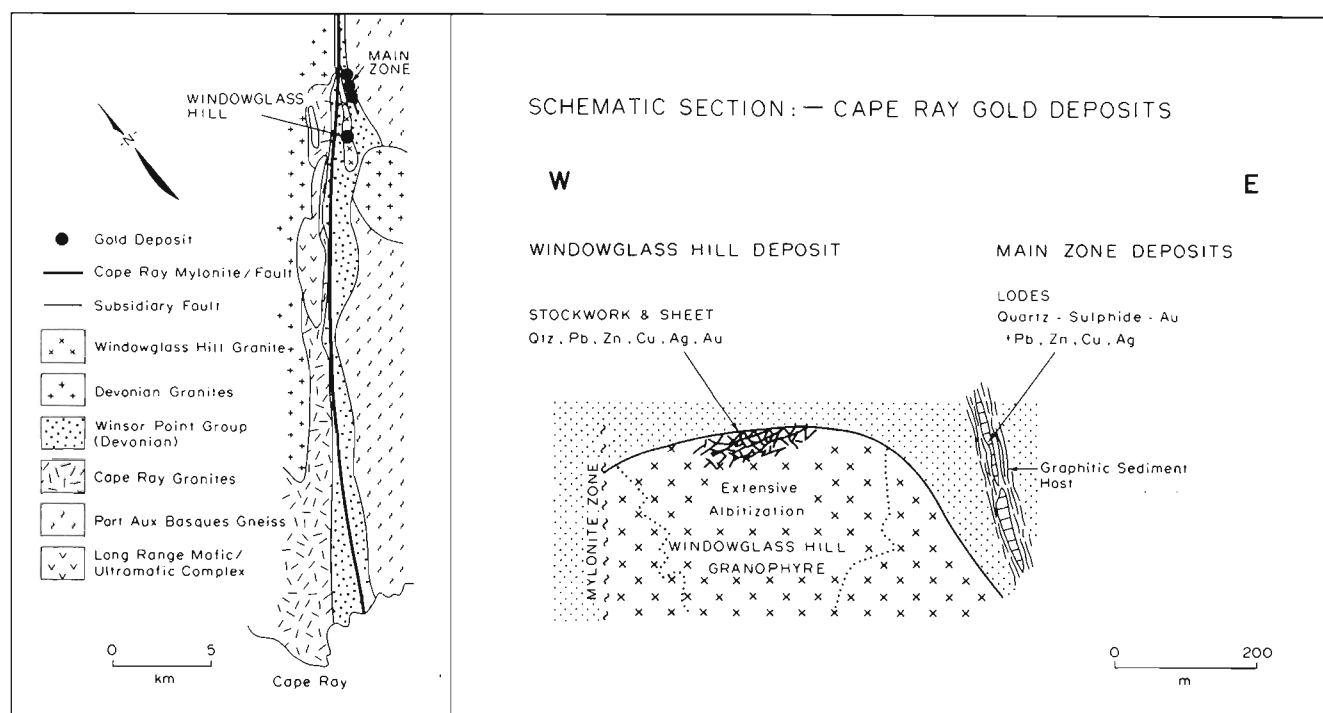 MAIN
ZONE
WINDOWGLASS
HILL
-N-
Gold Deposit
Cape Ray Mylonite/Fault
Subsidiary Fault
Windowglass Hill Granite
Devonian Granites
Winsor Point Group
(Devonian)
Cape Ray Granites
Port Aux Basques Gneiss
Long Range Mafic/
Ultramafic Complex
0 5
km
Cape Ray
SCHEMATIC SECTION: — CAPE RAY GOLD DEPOSITS
W E
WINDOWGLASS HILL DEPOSIT
STOCKWORK & SHEET
Qtz, Pb, Zn, Cu, Ag, Au
MAIN ZONE DEPOSITS
LODES
Quartz - Sulphide - Au
+Pb, Zn, Cu, Ag
Graphitic Sediment
Host
MYLONITE ZONE
Extensive
Albitization
WINDOWGLASS HILL
GRANOPHYRE
0 200
m